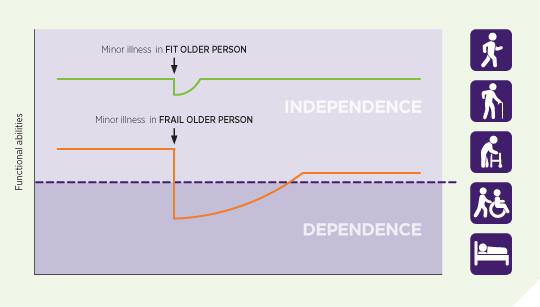 Minor illness in FIT OLDER PERSON
INDEPENDENCE
Minor illness in FRAIL OLDER PERSON
Functional abilities
DEPENDENCE